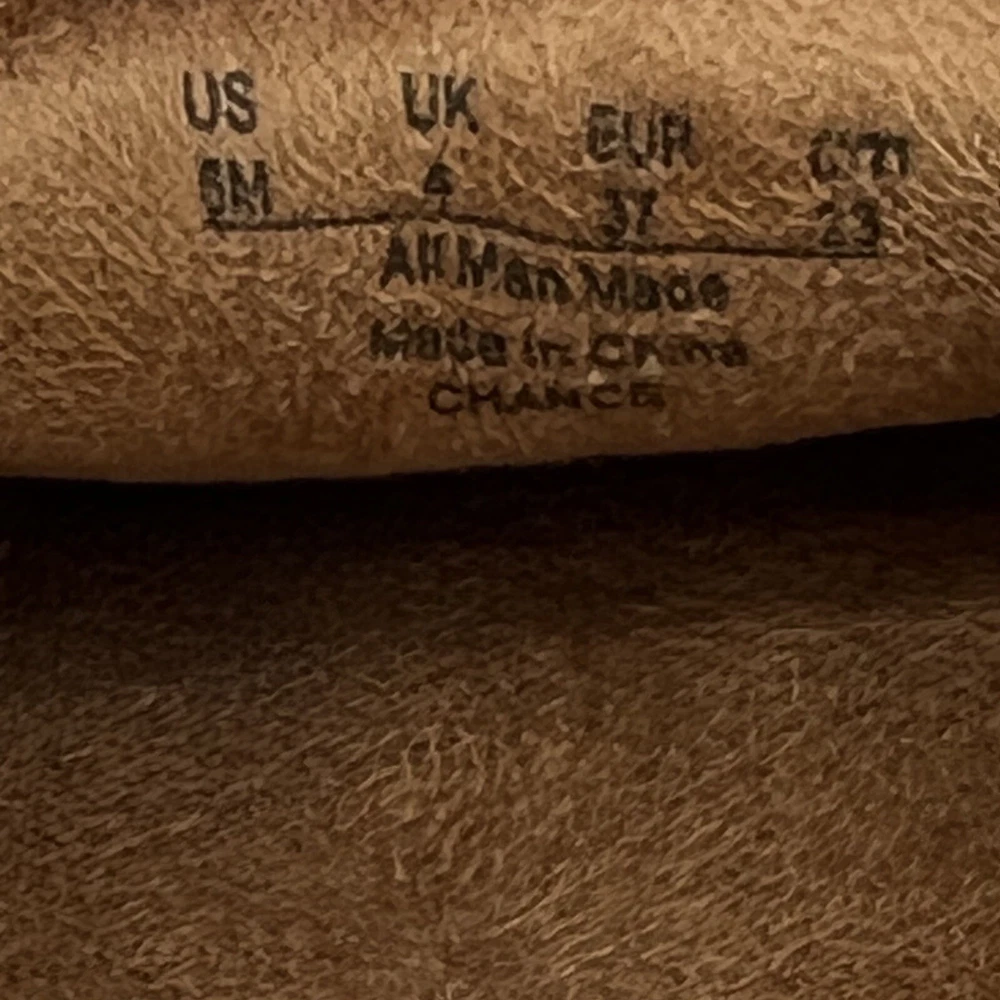 US UK EUR CM
6M 4 37 23
All Man Made
Made in China
CHANCE